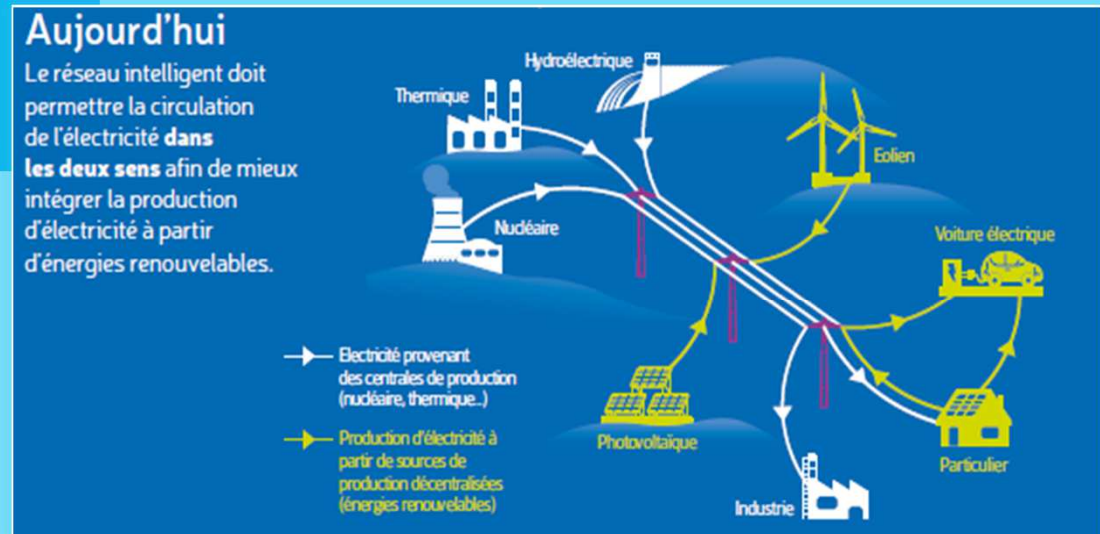 Aujourd'hui
Le réseau intelligent doit
permettre la circulation
de l'électricité dans
les deux sens afin de mieux
intégrer la production
d'électricité à partir
d'énergies renouvelables.
Hydroélectrique
Thermique
Eolien
Nucléaire
Voiture électrique
Electricité provenant
des centrales de production
(nucléaire, thermique..)
Production d'électricité à
partir de sources de
production décentralisées
(énergies renouvelables)
Photovoltaïque
Particulier
Industrie